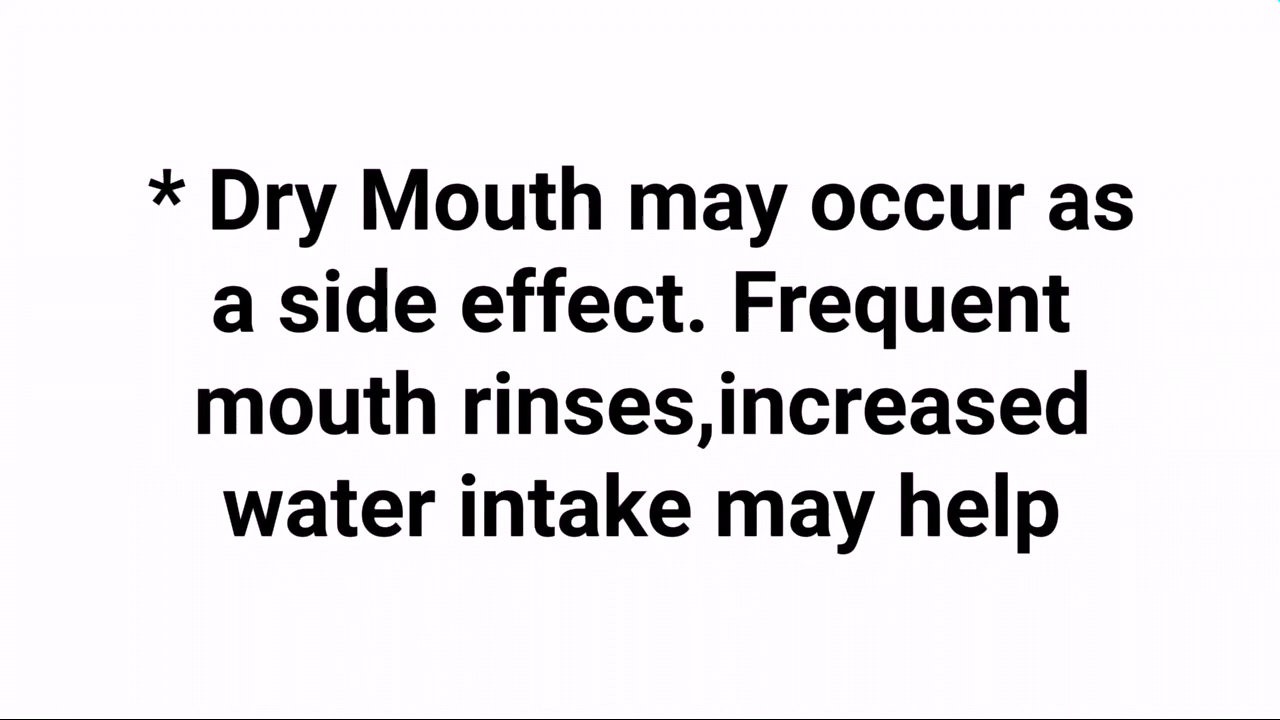 * Dry Mouth may occur as
a side effect. Frequent
mouth rinses,increased
water intake may help